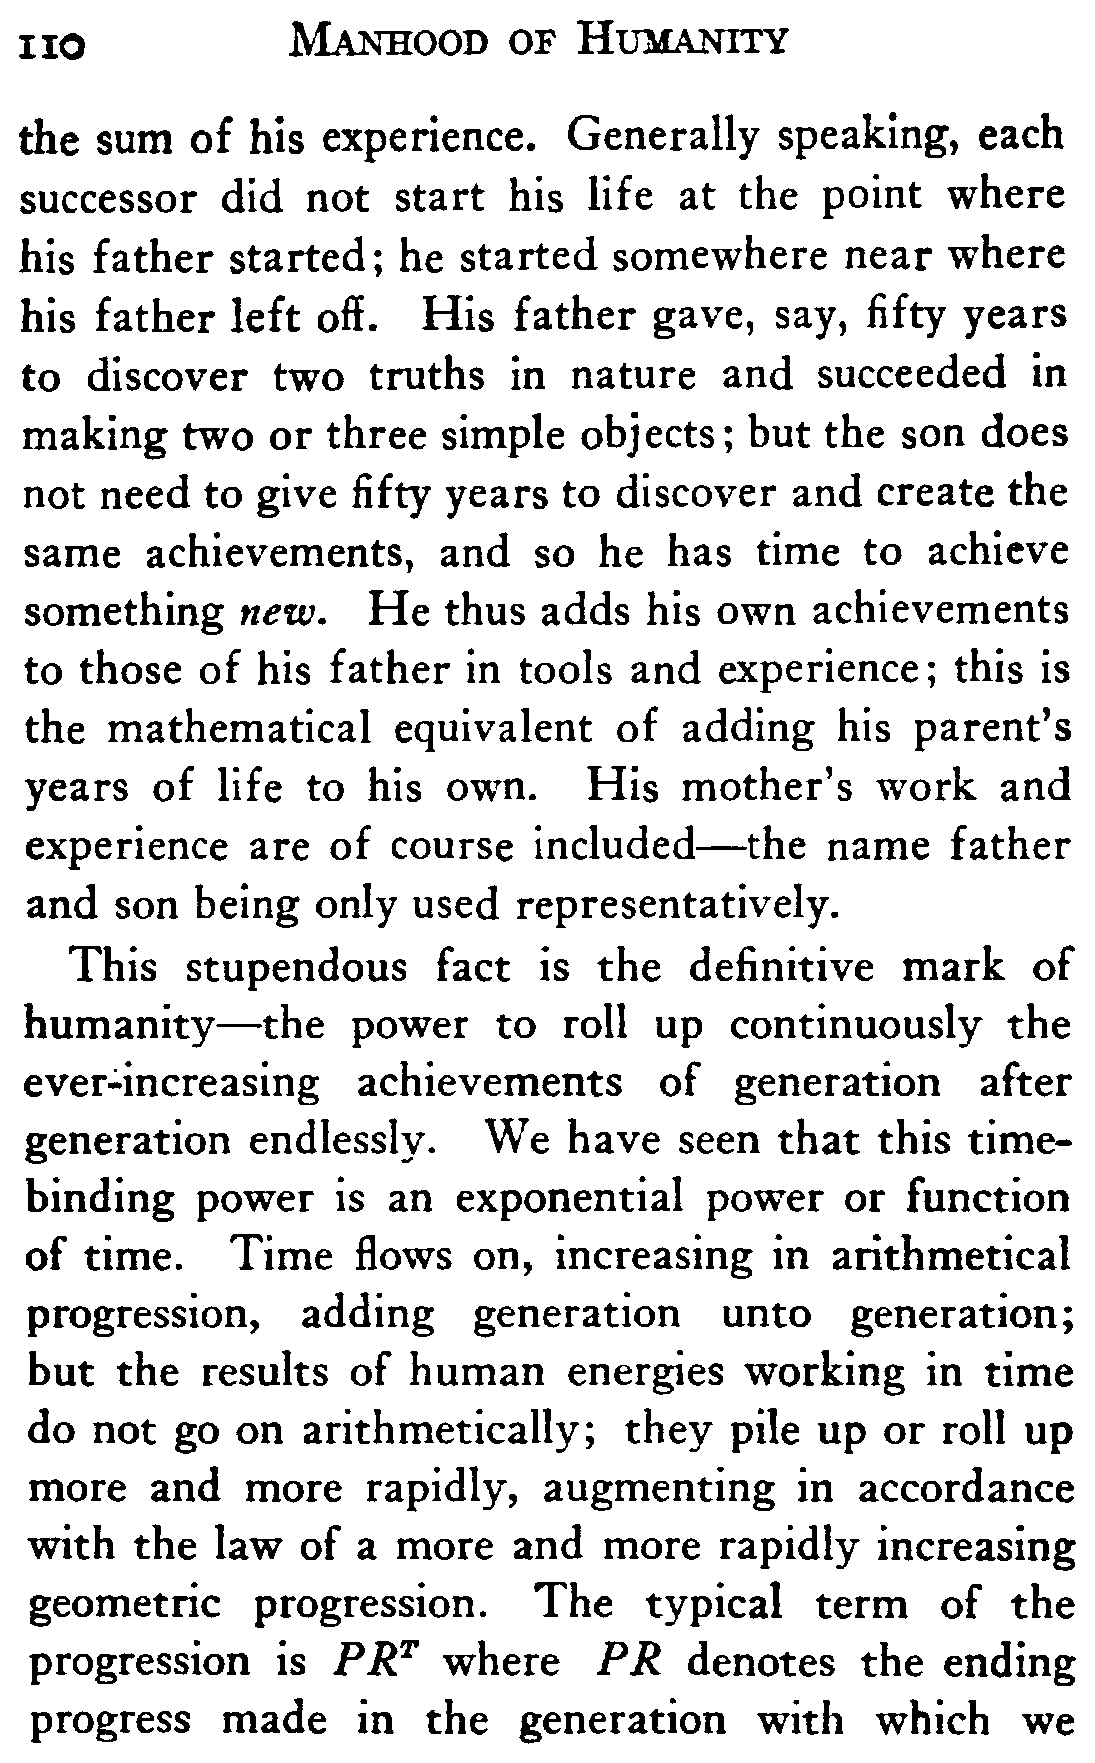 110 MANHOOD OF HUMANITY
the sum of his experience. Generally speaking, each
successor did not start his life at the point where
his father started; he started somewhere near where
his father left off. His father gave, say, fifty years
to discover two truths in nature and succeeded in
making two or three simple objects; but the son does
not need to give fifty years to discover and create the
same achievements, and so he has time to achieve
something new. He thus adds his own achievements
to those of his father in tools and experience; this is
the mathematical equivalent of adding his parent's
years of life to his own. His mother's work and
experience are of course included—the name father
and son being only used representatively.
This stupendous fact is the definitive mark of
humanity—the power to roll up continuously the
ever-increasing achievements of generation after
generation endlessly. We have seen that this time-
binding power is an exponential power or function
of time. Time flows on, increasing in arithmetical
progression, adding generation unto generation;
but the results of human energies working in time
do not go on arithmetically; they pile up or roll up
more and more rapidly, augmenting in accordance
with the law of a more and more rapidly increasing
geometric progression. The typical term of the
progression is PRᵀ where PR denotes the ending
progress made in the generation with which we